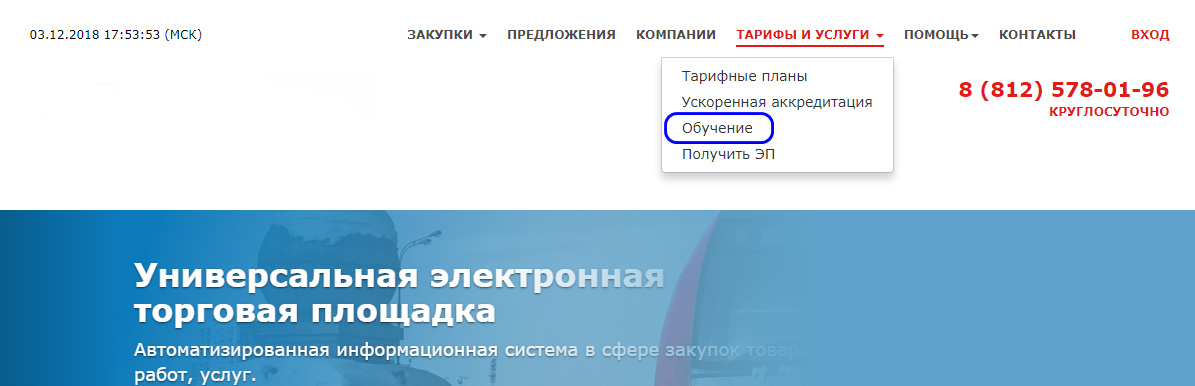 03.12.2018 17:53:53 (МСК) ЗАКУПКИ ПРЕДЛОЖЕНИЯ КОМПАНИИ ТАРИФЫ И УСЛУГИ ПОМОЩЬ КОНТАКТЫ ВХОД
Тарифные планы
Ускоренная аккредитация
Обучение
Получить ЭП
8 (812) 578-01-96
КРУГЛОСУТОЧНО
Универсальная электронная
торговая площадка
Автоматизированная информационная система в сфере закупок товаро
работ, услуг.